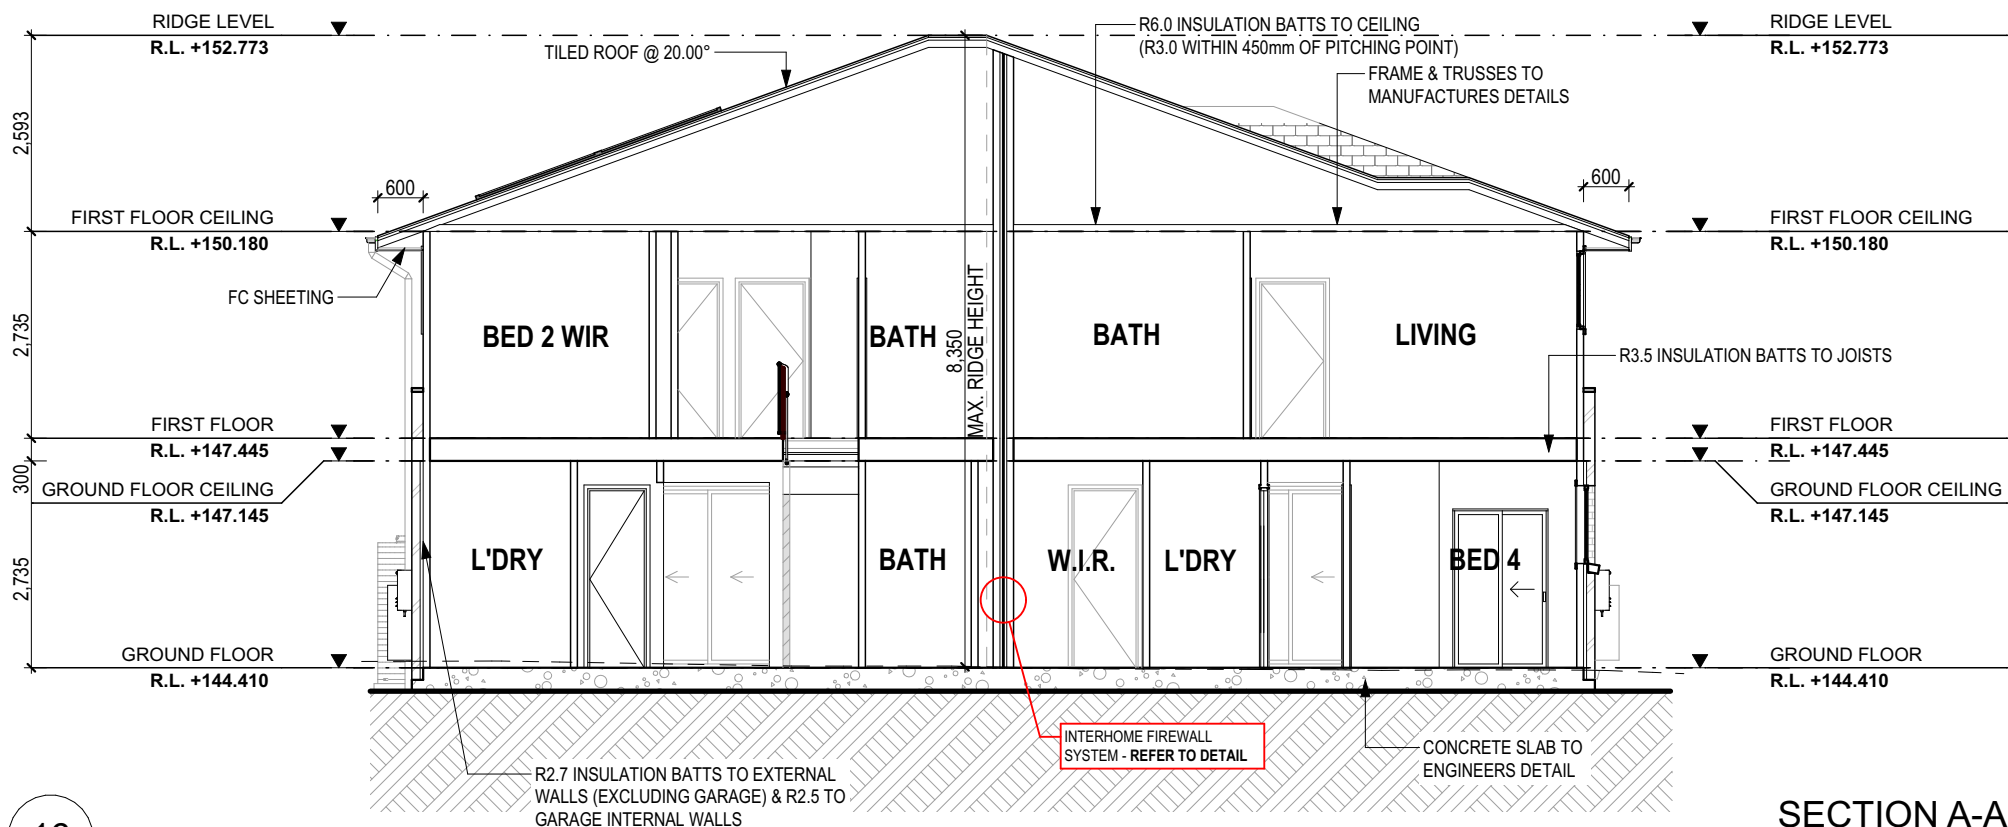 RIDGE LEVEL
R.L. +152.773
TILED ROOF @ 20.00°
R6.0 INSULATION BATTS TO CEILING
(R3.0 WITHIN 450mm OF PITCHING POINT)
FRAME & TRUSSES TO
MANUFACTURES DETAILS
RIDGE LEVEL
R.L. +152.773
2,593
600
600
FIRST FLOOR CEILING
R.L. +150.180
FIRST FLOOR CEILING
R.L. +150.180
FC SHEETING
2,735
BED 2 WIR
BATH
8,350
MAX. RIDGE HEIGHT
BATH
LIVING
R3.5 INSULATION BATTS TO JOISTS
FIRST FLOOR
R.L. +147.445
FIRST FLOOR
R.L. +147.445
300
GROUND FLOOR CEILING
R.L. +147.145
GROUND FLOOR CEILING
R.L. +147.145
2,735
L'DRY
BATH
W.I.R.
L'DRY
BED 4
GROUND FLOOR
R.L. +144.410
GROUND FLOOR
R.L. +144.410
INTERHOME FIREWALL
SYSTEM - REFER TO DETAIL
CONCRETE SLAB TO
ENGINEERS DETAIL
R2.7 INSULATION BATTS TO EXTERNAL
WALLS (EXCLUDING GARAGE) & R2.5 TO
GARAGE INTERNAL WALLS
SECTION A-A